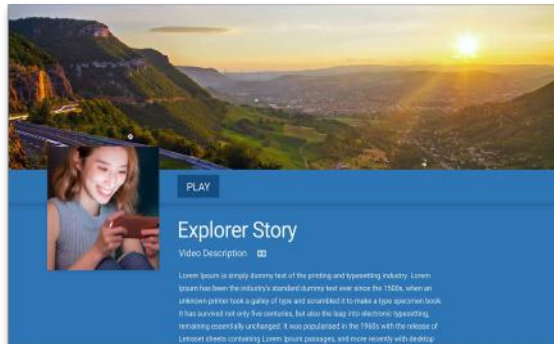 PLAY
Explorer Story
Video Description
Lorem Ipsum is simply dummy text of the printing and typesetting industry. Lorem
Ipsum has been the industry's standard dummy text ever since the 1500s, when an
unknown printer took a galley of type and scrambled it to make a type specimen book.
It has survived not only five centuries, but also the leap into electronic typesetting,
remaining essentially unchanged. It was popularised in the 1960s with the release of
Letraset sheets containing Lorem Ipsum passages, and more recently with desktop